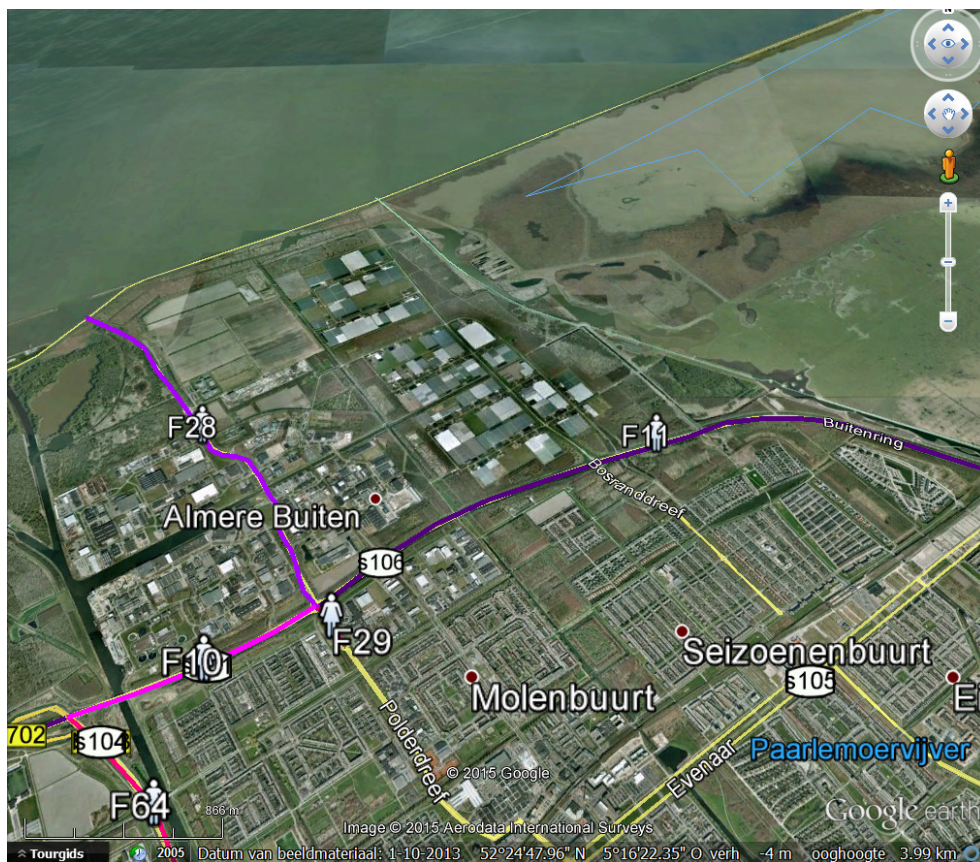 N
F28
F11
Buitenring
Bosranddreef
Almere Buiten
s106
F29
F10
Seizoenenbuurt
s105
Molenbuurt
702
s104
Polderdreef
Evenaar
Paarlemoervijver
© 2015 Google
F64
866 m
Google earth
Image © 2015 Aerodata International Surveys
Tourgids
2005
Datum van beeldmateriaal: 1-10-2013 52°24'47.96" N 5°16'22.35" O verh -4 m ooghoogte 3.99 km